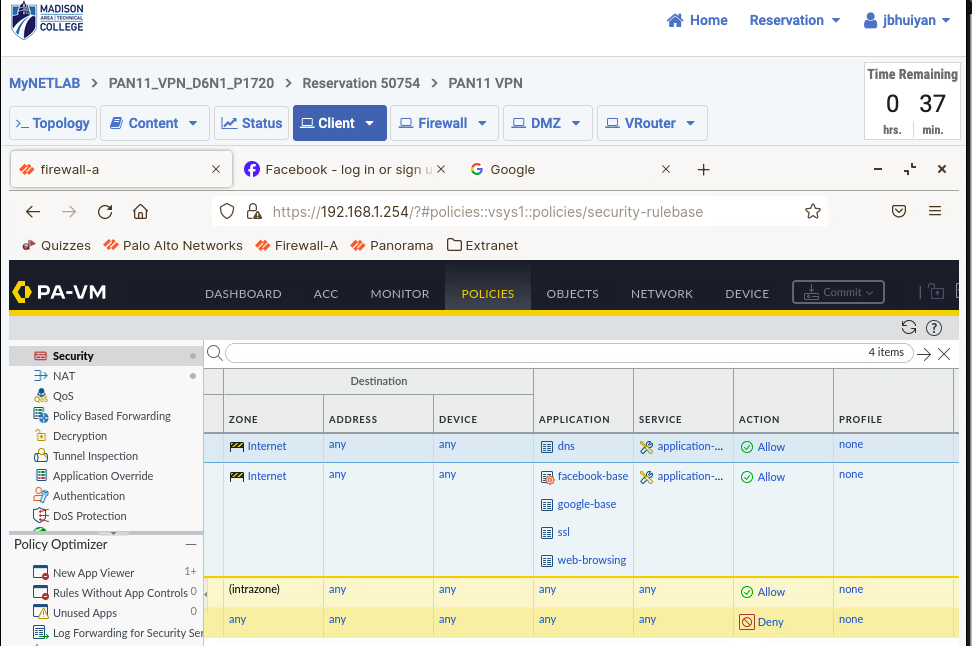 MADISON
AREA TECHNICAL
COLLEGE
Home Reservation jbhuiyan
MyNETLAB > PAN11_VPN_D6N1_P1720 > Reservation 50754 > PAN11 VPN
Time Remaining
0 37
hrs. min.
>_ Topology Content Status Client Firewall DMZ VRouter
firewall-a × Facebook - log in or sign u × Google × +
https://192.168.1.254/?#policies::vsys1::policies/security-rulebase
Quizzes Palo Alto Networks Firewall-A Panorama Extranet
PA-VM DASHBOARD ACC MONITOR POLICIES OBJECTS NETWORK DEVICE Commit
Security
NAT
QoS
Policy Based Forwarding
Decryption
Tunnel Inspection
Application Override
Authentication
DoS Protection
Policy Optimizer
New App Viewer 1+
Rules Without App Controls 0
Unused Apps 0
Log Forwarding for Security Ser
4 items
Destination
ZONE ADDRESS DEVICE APPLICATION SERVICE ACTION PROFILE
Internet any any dns application-... Allow none
Internet any any facebook-base application-... Allow none
google-base
ssl
web-browsing
(intrazone) any any any any Allow none
any any any any any Deny none